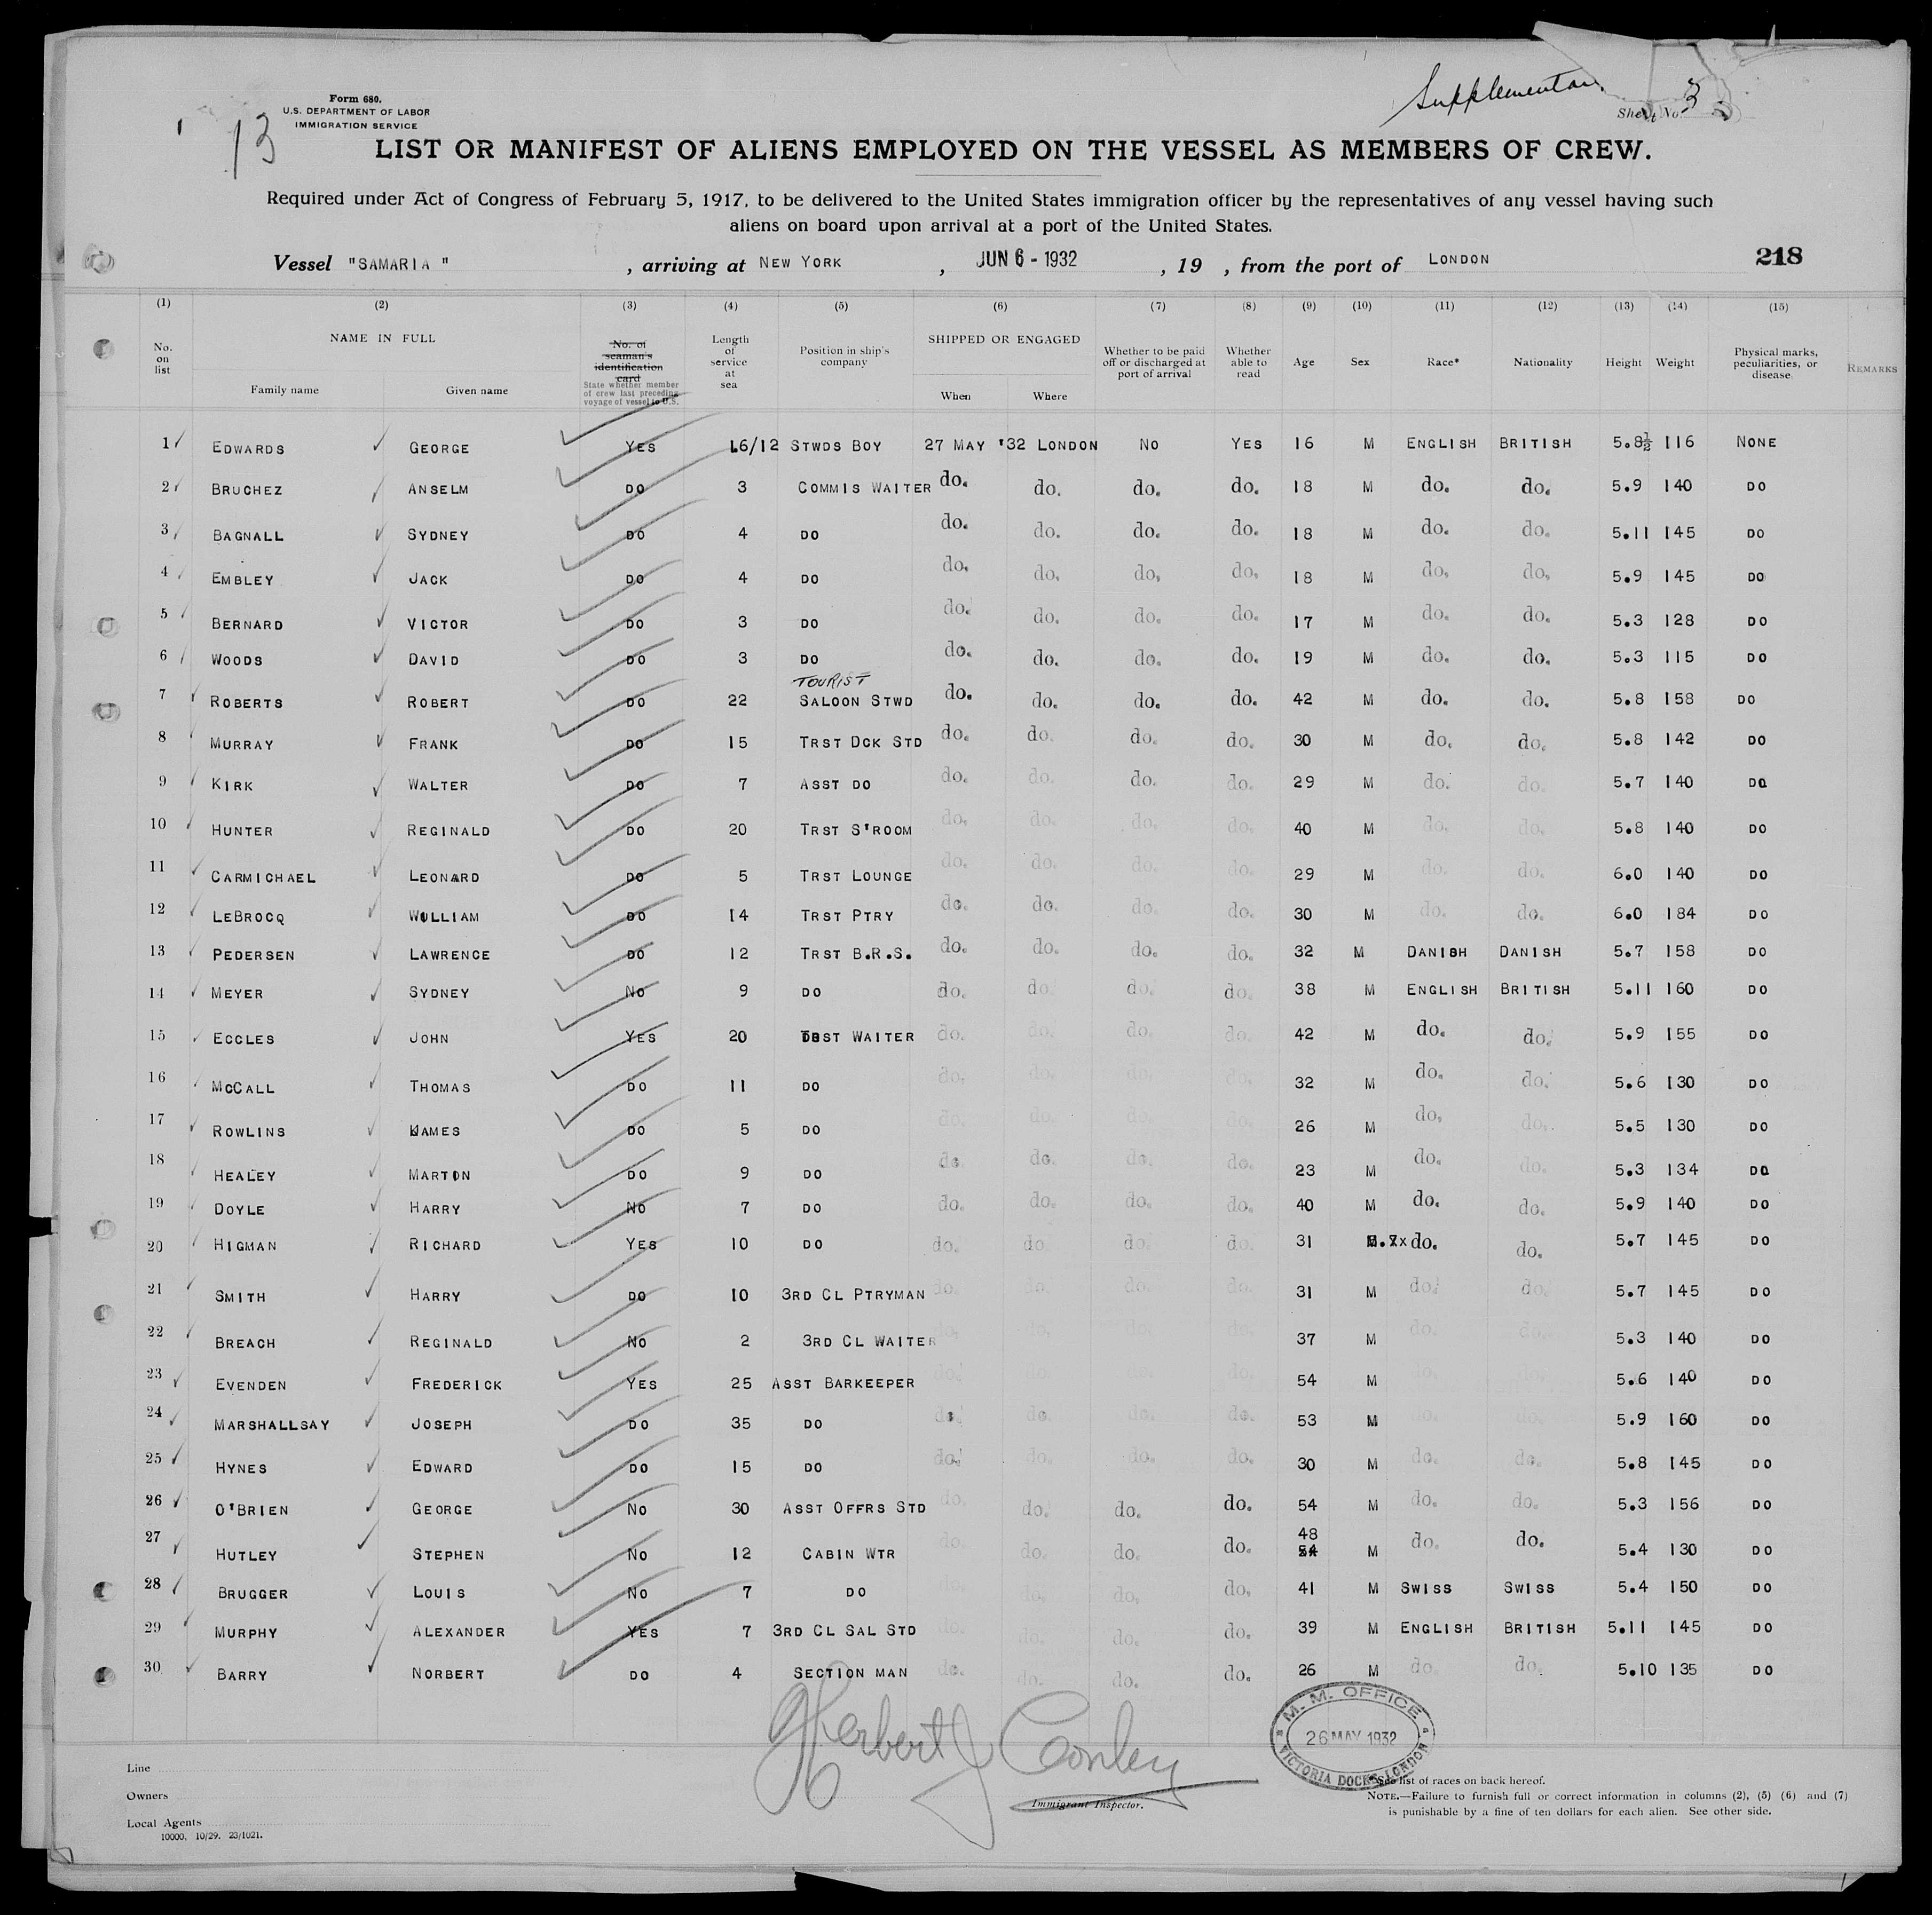 Supplementary
Form 680.
U.S. DEPARTMENT OF LABOR
IMMIGRATION SERVICE
Sheet No. 3
13
LIST OR MANIFEST OF ALIENS EMPLOYED ON THE VESSEL AS MEMBERS OF CREW.
Required under Act of Congress of February 5, 1917, to be delivered to the United States immigration officer by the representatives of any vessel having such
aliens on board upon arrival at a port of the United States.
Vessel "SAMARIA ", arriving at NEW YORK, JUN 6 - 1932, 19 , from the port of LONDON 218
(1) (2) (3) (4) (5) (6) (7) (8) (9) (10) (11) (12) (13) (14) (15)
No. on list NAME IN FULL Family name Given name No. of seaman's identification card State whether member of crew last preceding voyage of vessel to U.S. Length of service at sea Position in ship's company SHIPPED OR ENGAGED When Where Whether to be paid off or discharged at port of arrival Whether able to read Age Sex Race* Nationality Height Weight Physical marks, peculiarities, or disease. REMARKS
1 EDWARDS GEORGE YES 16/12 STWDS BOY 27 MAY '32 LONDON NO YES 16 M ENGLISH BRITISH 5.8½ 116 NONE
2 BRUCHEZ ANSELM DO 3 COMMIS WAITER do. do. do. do. 18 M do. do. 5.9 140 DO
3 BAGNALL SYDNEY DO 4 DO do. do. do. do. 18 M do. do. 5.11 145 DO
4 EMBLEY JACK DO 4 DO do. do. do. do. 18 M do. do. 5.9 145 DO
5 BERNARD VICTOR DO 3 DO do. do. do. do. 17 M do. do. 5.3 128 DO
6 WOODS DAVID DO 3 DO do. do. do. do. 19 M do. do. 5.3 115 DO
7 ROBERTS ROBERT DO 22 TOURIST SALOON STWD do. do. do. do. 42 M do. do. 5.8 158 DO
8 MURRAY FRANK DO 15 TRST DCK STD do. do. do. do. 30 M do. do. 5.8 142 DO
9 KIRK WALTER DO 7 ASST DO do. do. do. do. 29 M do. do. 5.7 140 DO
10 HUNTER REGINALD DO 20 TRST S'ROOM do. do. do. do. 40 M do. do. 5.8 140 DO
11 CARMICHAEL LEONARD DO 5 TRST LOUNGE do. do. do. do. 29 M do. do. 6.0 140 DO
12 LEBROCQ WULLIAM DO 14 TRST PTRY do. do. do. do. 30 M do. do. 6.0 184 DO
13 PEDERSEN LAWRENCE DO 12 TRST B.R.S. do. do. do. do. 32 M DANISH DANISH 5.7 158 DO
14 MEYER SYDNEY NO 9 DO do. do. do. do. 38 M ENGLISH BRITISH 5.11 160 DO
15 ECCLES JOHN YES 20 TRST WAITER do. do. do. do. 42 M do. do. 5.9 155 DO
16 MCCALL THOMAS DO 11 DO do. do. do. do. 32 M do. do. 5.6 130 DO
17 ROWLINS JAMES DO 5 DO do. do. do. do. 26 M do. do. 5.5 130 DO
18 HEALEY MARTIN DO 9 DO do. do. do. do. 23 M do. do. 5.3 134 DO
19 DOYLE HARRY NO 7 DO do. do. do. do. 40 M do. do. 5.9 140 DO
20 HIGMAN RICHARD YES 10 DO do. do. do. do. 31 M do. do. 5.7 145 DO
21 SMITH HARRY DO 10 3RD CL PTRYMAN do. do. do. do. 31 M do. do. 5.7 145 DO
22 BREACH REGINALD NO 2 3RD CL WAITER do. do. do. do. 37 M do. do. 5.3 140 DO
23 EVENDEN FREDERICK YES 25 ASST BARKEEPER do. do. do. do. 54 M do. do. 5.6 140 DO
24 MARSHALLSAY JOSEPH DO 35 DO do. do. do. do. 53 M do. do. 5.9 160 DO
25 HYNES EDWARD DO 15 DO do. do. do. do. 30 M do. do. 5.8 145 DO
26 O'BRIEN GEORGE NO 30 ASST OFFRS STD do. do. do. do. 54 M do. do. 5.3 156 DO
27 HUTLEY STEPHEN NO 12 CABIN WTR do. do. do. do. 48 54 M do. do. 5.4 130 DO
28 BRUGGER LOUIS NO 7 DO do. do. do. do. 41 M SWISS SWISS 5.4 150 DO
29 MURPHY ALEXANDER YES 7 3RD CL SAL STD do. do. do. do. 39 M ENGLISH BRITISH 5.11 145 DO
30 BARRY NORBERT DO 4 SECTION MAN do. do. do. do. 26 M do. do. 5.10 135 DO
Herbert J Conley
Immigrant Inspector.
M. M. OFFICE
26 MAY 1932
VICTORIA DOCKS LONDON
Line
Owners
Local Agents
10000, 10/29. 23/1021.
*See list of races on back hereof.
NOTE.—Failure to furnish full or correct information in columns (2), (5) (6) and (7)
is punishable by a fine of ten dollars for each alien. See other side.